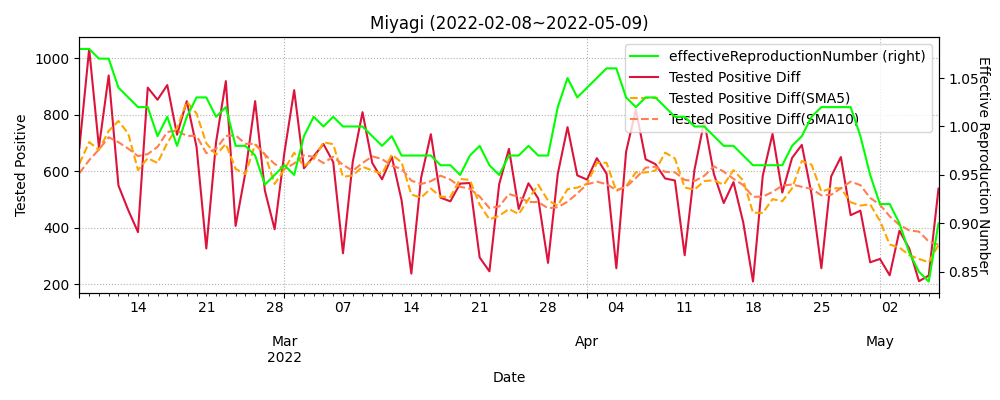 Miyagi (2022-02-08~2022-05-09)
effectiveReproductionNumber (right)
Tested Positive Diff
Tested Positive Diff(SMA5)
Tested Positive Diff(SMA10)
Tested Positive
1000
800
600
400
200
Effective Reproduction Number
1.05
1.00
0.95
0.90
0.85
14 21 28 07 14 21 28 04 11 18 25 02
Mar Apr May
2022
Date